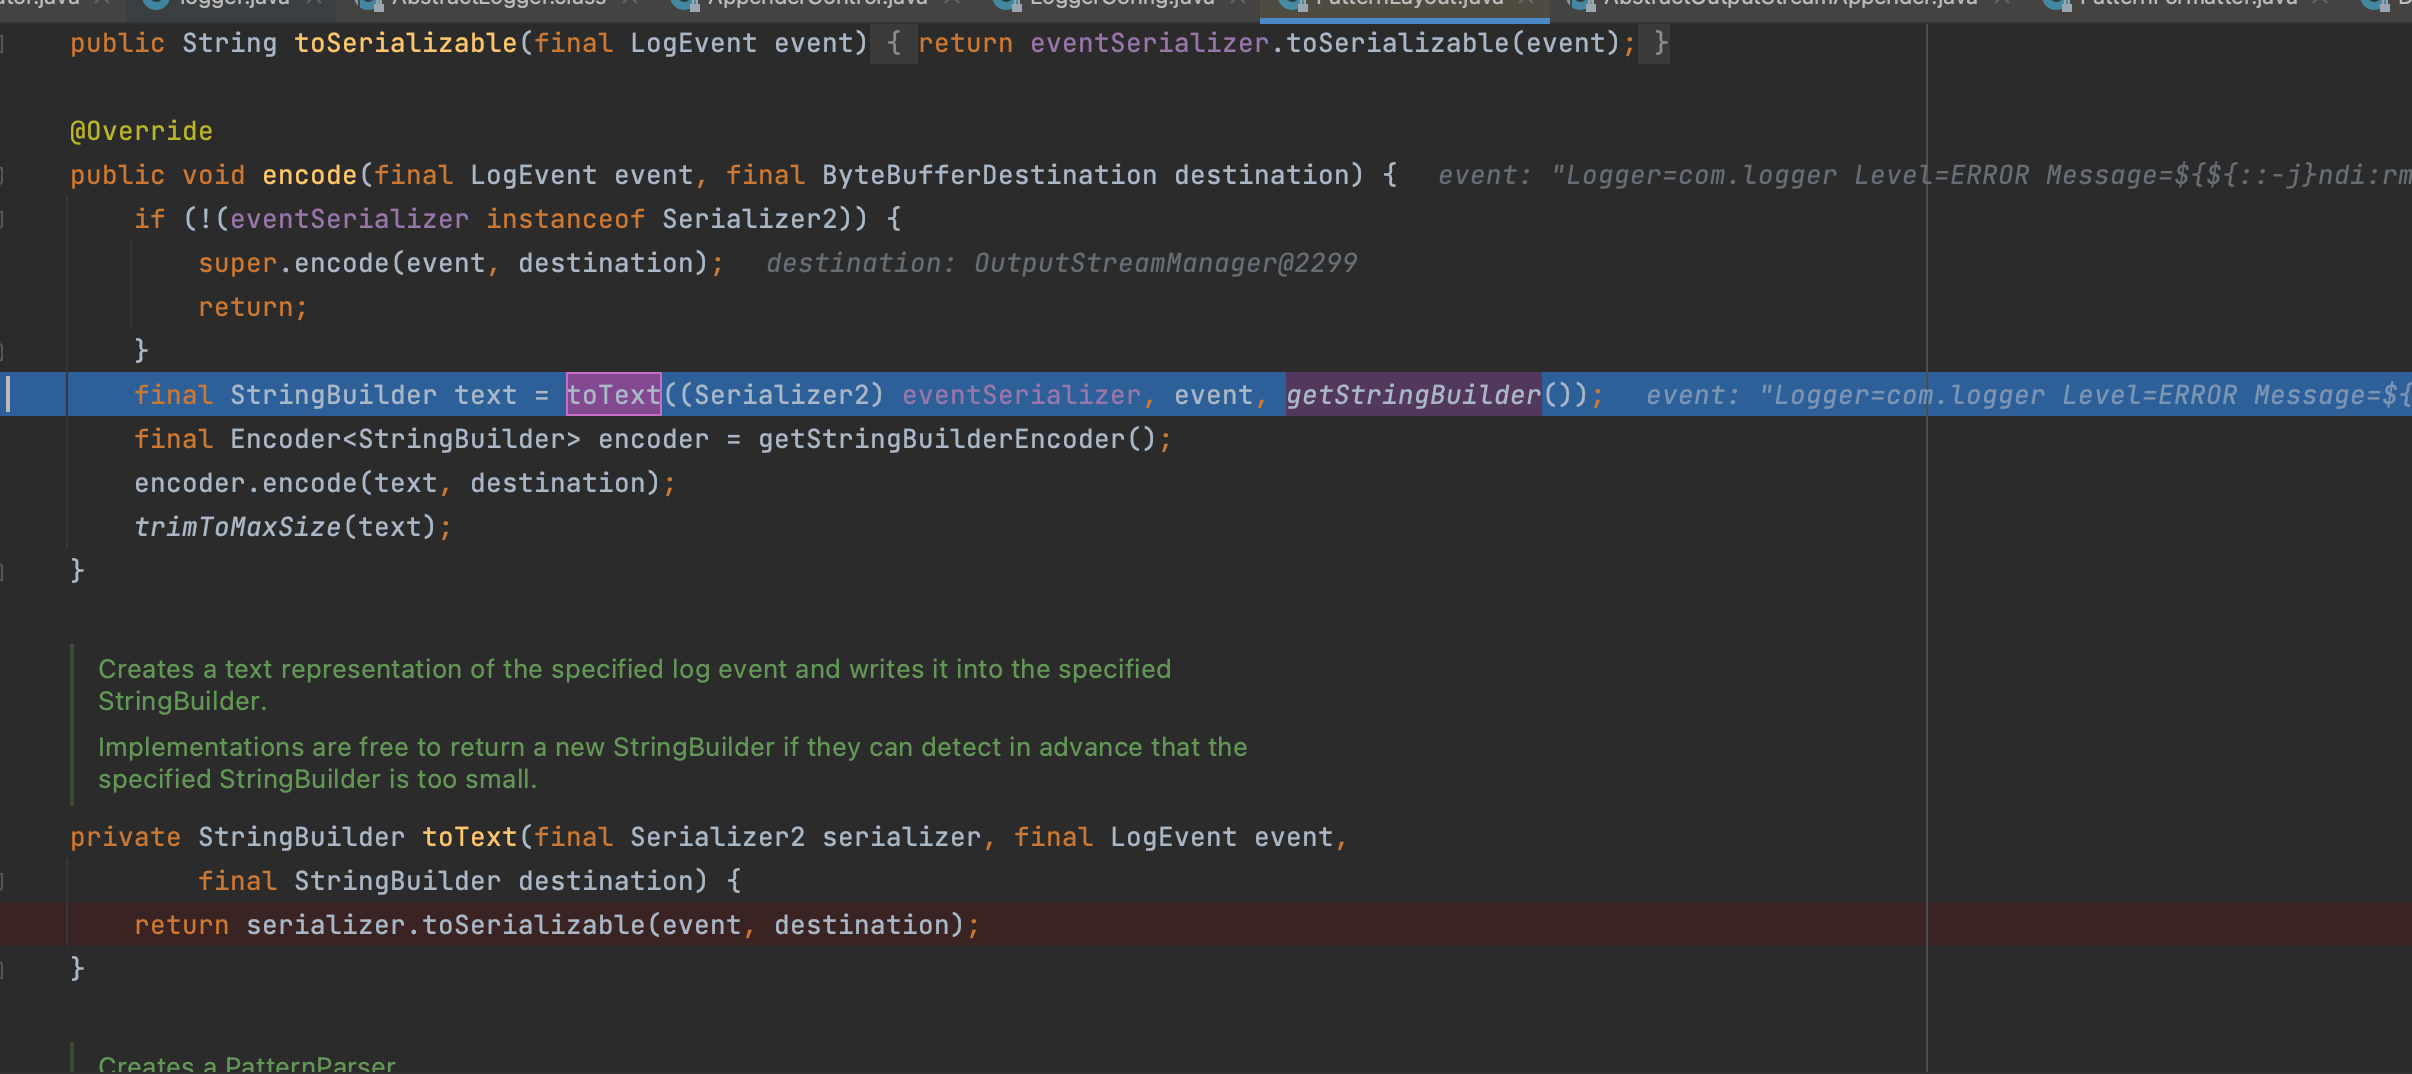 ator.java logger.java AbstractLogger.class AppenderControl.java LoggerConfig.java PatternLayout.java AbstractOutputStreamAppender.java PatternFormatter.java
public String toSerializable(final LogEvent event) { return eventSerializer.toSerializable(event); }
@Override
public void encode(final LogEvent event, final ByteBufferDestination destination) { event: "Logger=com.logger Level=ERROR Message=${${::-j}ndi:rm
if (!(eventSerializer instanceof Serializer2)) {
super.encode(event, destination); destination: OutputStreamManager@2299
return;
}
final StringBuilder text = toText((Serializer2) eventSerializer, event, getStringBuilder()); event: "Logger=com.logger Level=ERROR Message=${
final Encoder<StringBuilder> encoder = getStringBuilderEncoder();
encoder.encode(text, destination);
trimToMaxSize(text);
}
Creates a text representation of the specified log event and writes it into the specified
StringBuilder.
Implementations are free to return a new StringBuilder if they can detect in advance that the
specified StringBuilder is too small.
private StringBuilder toText(final Serializer2 serializer, final LogEvent event,
final StringBuilder destination) {
return serializer.toSerializable(event, destination);
}
Creates a PatternParser